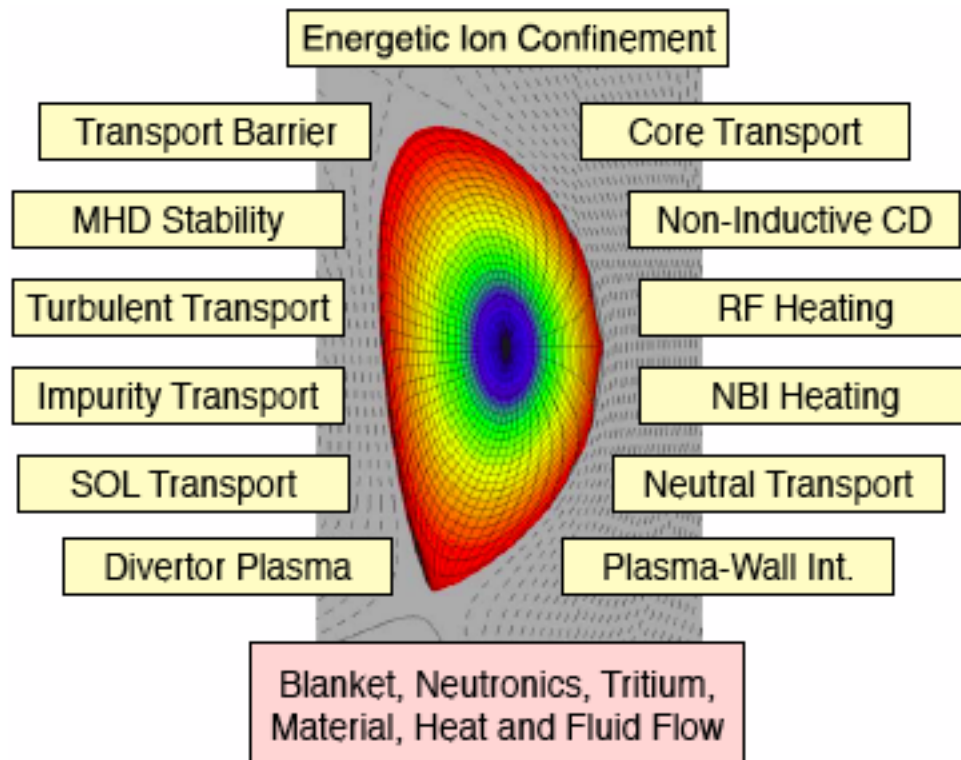 Energetic Ion Confinement
Transport Barrier
Core Transport
MHD Stability
Non-Inductive CD
Turbulent Transport
RF Heating
Impurity Transport
NBI Heating
SOL Transport
Neutral Transport
Divertor Plasma
Plasma-Wall Int.
Blanket, Neutronics, Tritium,
Material, Heat and Fluid Flow